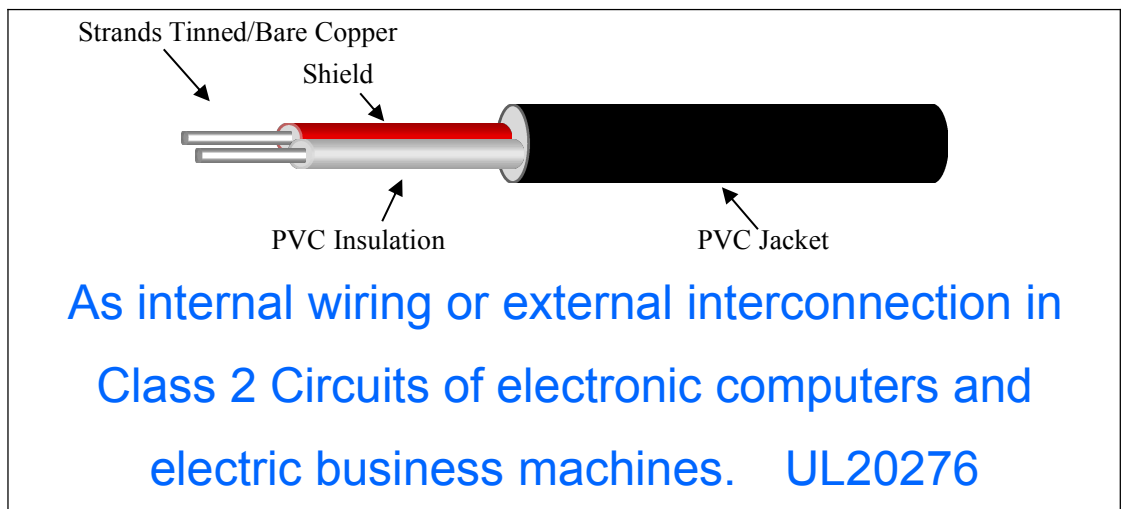 Strands Tinned/Bare Copper
Shield
PVC Insulation
PVC Jacket
As internal wiring or external interconnection in
Class 2 Circuits of electronic computers and
electric business machines. UL20276